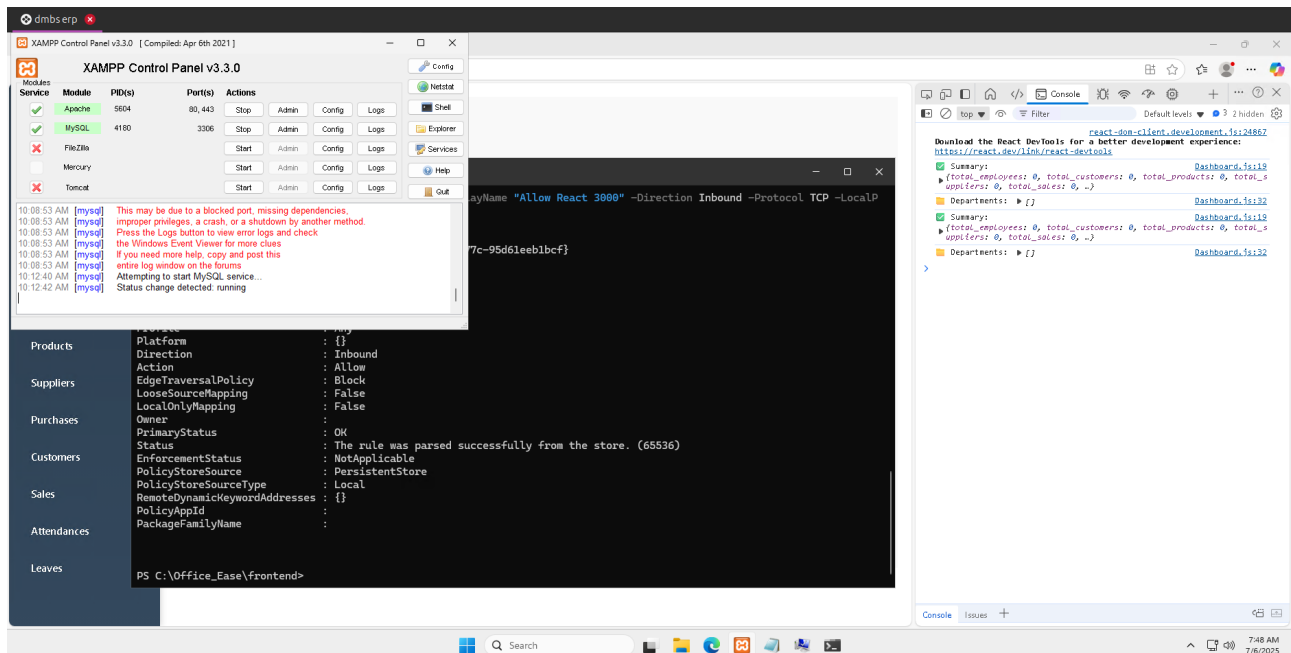 dmbserp
XAMPP Control Panel v3.3.0 [ Compiled: Apr 6th 2021 ]
XAMPP Control Panel v3.3.0
Config
Modules
Service Module PID(s) Port(s) Actions
Netstat
Apache 5604 80, 443 Stop Admin Config Logs
Shell
MySQL 4180 3306 Stop Admin Config Logs
Explorer
FileZilla Start Admin Config Logs
Services
Mercury Start Admin Config Logs
Help
Tomcat Start Admin Config Logs
Quit
10:08:53 AM [mysql] This may be due to a blocked port, missing dependencies,
10:08:53 AM [mysql] improper privileges, a crash, or a shutdown by another method.
10:08:53 AM [mysql] Press the Logs button to view error logs and check
10:08:53 AM [mysql] the Windows Event Viewer for more clues
10:08:53 AM [mysql] If you need more help, copy and post this
10:08:53 AM [mysql] entire log window on the forums
10:12:40 AM [mysql] Attempting to start MySQL service...
10:12:42 AM [mysql] Status change detected: running
ayName "Allow React 3000" -Direction Inbound -Protocol TCP -LocalP
7c-95d61eeb1bcf}
Profile : Any
Platform : {}
Direction : Inbound
Action : Allow
EdgeTraversalPolicy : Block
LooseSourceMapping : False
LocalOnlyMapping : False
Owner :
PrimaryStatus : OK
Status : The rule was parsed successfully from the store. (65536)
EnforcementStatus : NotApplicable
PolicyStoreSource : PersistentStore
PolicyStoreSourceType : Local
RemoteDynamicKeywordAddresses : {}
PolicyAppId :
PackageFamilyName :
PS C:\Office_Ease\frontend>
Products
Suppliers
Purchases
Customers
Sales
Attendances
Leaves
Console
top Filter Default levels 3 2 hidden
react-dom-client.development.js:24867
Download the React DevTools for a better development experience:
https://react.dev/link/react-devtools
Summary: Dashboard.js:19
{total_employees: 0, total_customers: 0, total_products: 0, total_s
uppliers: 0, total_sales: 0, …}
Departments: [] Dashboard.js:32
Summary: Dashboard.js:19
{total_employees: 0, total_customers: 0, total_products: 0, total_s
uppliers: 0, total_sales: 0, …}
Departments: [] Dashboard.js:32
Console Issues
Search
7:48 AM
7/6/2025